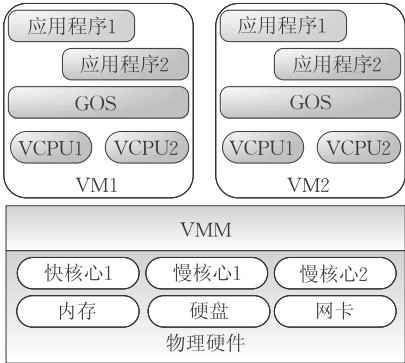 应用程序1 应用程序1
应用程序2 应用程序2
GOS GOS
VCPU1 VCPU2 VCPU1 VCPU2
VM1 VM2
VMM
快核心1 慢核心1 慢核心2
内存 硬盘 网卡
物理硬件